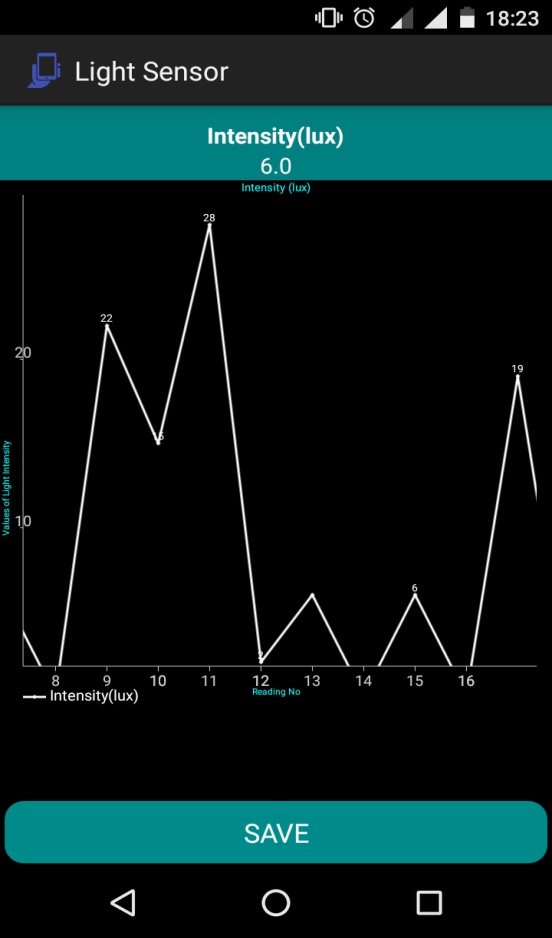 18:23
Light Sensor
Intensity(lux)
6.0
Intensity (lux)
28
22
20
19
15
Values of Light Intensity
10
6
2
8 9 10 11 12 13 14 15 16
Reading No
Intensity(lux)
SAVE